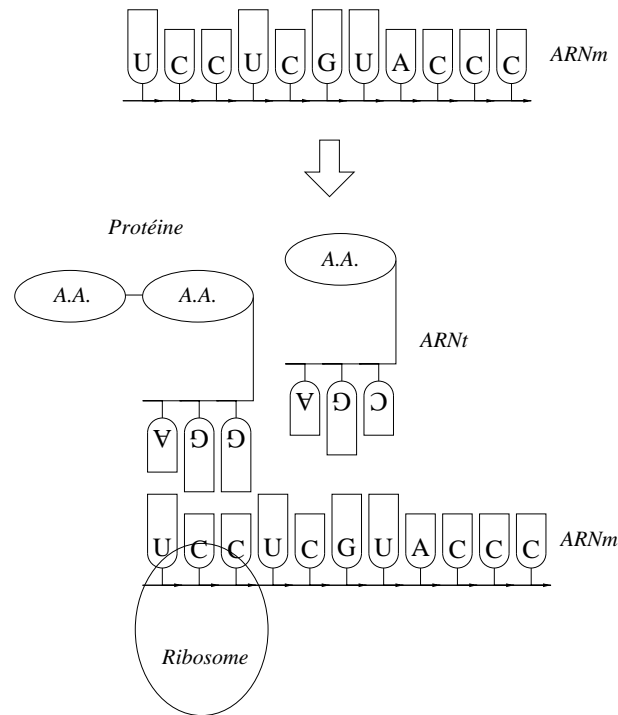 U C C U C G U A C C C
ARNm
Protéine
A.A.
A.A. A.A.
ARNt
A G C
A G G
U C C U C G U A C C C
ARNm
Ribosome